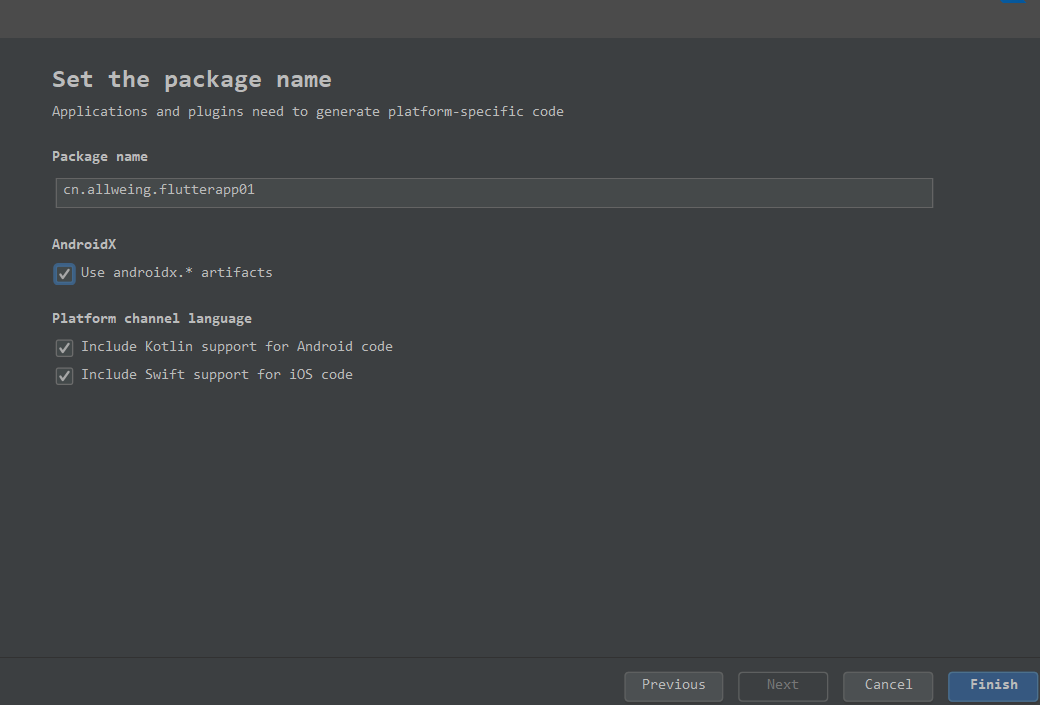 Set the package name
Applications and plugins need to generate platform-specific code
Package name
cn.allweing.flutterapp01
AndroidX
Use androidx.* artifacts
Platform channel language
Include Kotlin support for Android code
Include Swift support for iOS code
Previous Next Cancel Finish